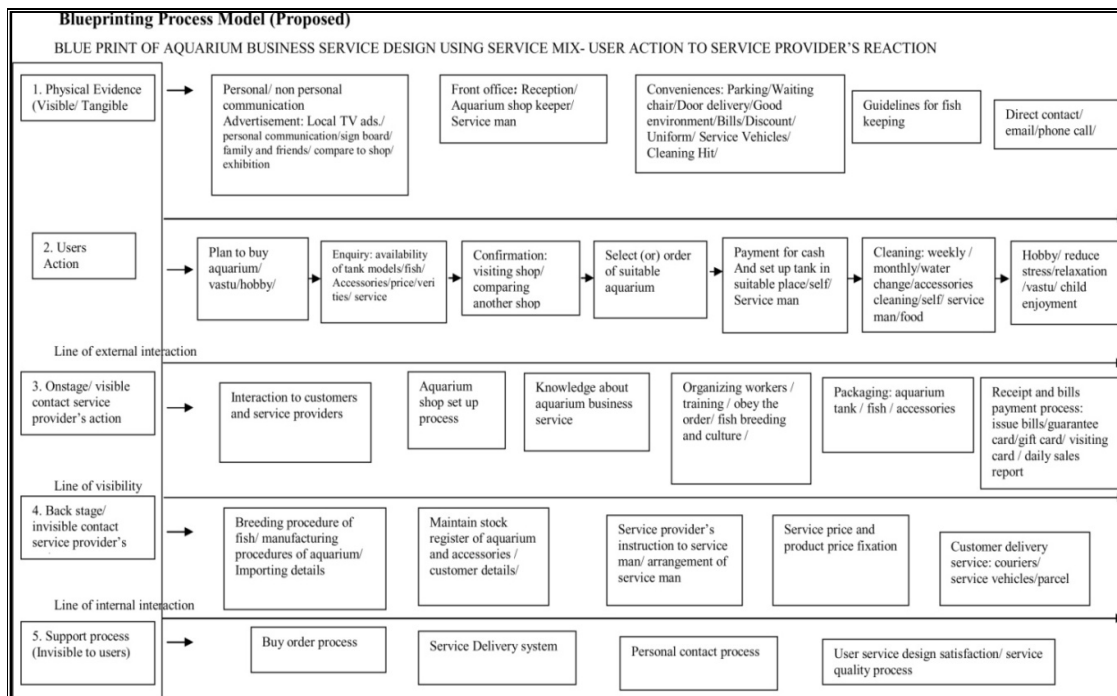 Blueprinting Process Model (Proposed)
BLUE PRINT OF AQUARIUM BUSINESS SERVICE DESIGN USING SERVICE MIX- USER ACTION TO SERVICE PROVIDER'S REACTION
1. Physical Evidence
(Visible/ Tangible
Personal/ non personal
communication
Advertisement: Local TV ads./
personal communication/sign board/
family and friends/ compare to shop/
exhibition
Front office: Reception/
Aquarium shop keeper/
Service man
Conveniences: Parking/Waiting
chair/Door delivery/Good
environment/Bills/Discount/
Uniform/ Service Vehicles/
Cleaning Hit/
Guidelines for fish
keeping
Direct contact/
email/phone call/
2. Users
Action
Plan to buy
aquarium/
vastu/hobby/
Enquiry: availability
of tank models/fish/
Accessories/price/veri
ties/ service
Confirmation:
visiting shop/
comparing
another shop
Select (or) order
of suitable
aquarium
Payment for cash
And set up tank in
suitable place/self/
Service man
Cleaning: weekly /
monthly/water
change/accessories
cleaning/self/ service
man/food
Hobby/ reduce
stress/relaxation
/vastu/ child
enjoyment
Line of external interaction
3. Onstage/ visible
contact service
provider's action
Interaction to customers
and service providers
Aquarium
shop set up
process
Knowledge about
aquarium business
service
Organizing workers /
training / obey the
order/ fish breeding
and culture /
Packaging: aquarium
tank / fish / accessories
Receipt and bills
payment process:
issue bills/guarantee
card/gift card/ visiting
card / daily sales
report
Line of visibility
4. Back stage/
invisible contact
service provider's
Breeding procedure of
fish/ manufacturing
procedures of aquarium/
Importing details
Maintain stock
register of aquarium
and accessories /
customer details/
Service provider's
instruction to service
man/ arrangement of
service man
Service price and
product price fixation
Customer delivery
service: couriers/
service vehicles/parcel
Line of internal interaction
5. Support process
(Invisible to users)
Buy order process
Service Delivery system
Personal contact process
User service design satisfaction/ service
quality process